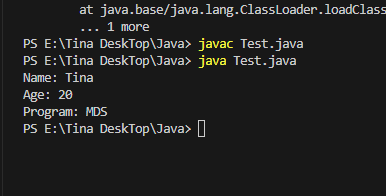 at java.base/java.lang.ClassLoader.loadClass
... 1 more
PS E:\Tina DeskTop\Java> javac Test.java
PS E:\Tina DeskTop\Java> java Test.java
Name: Tina
Age: 20
Program: MDS
PS E:\Tina DeskTop\Java>